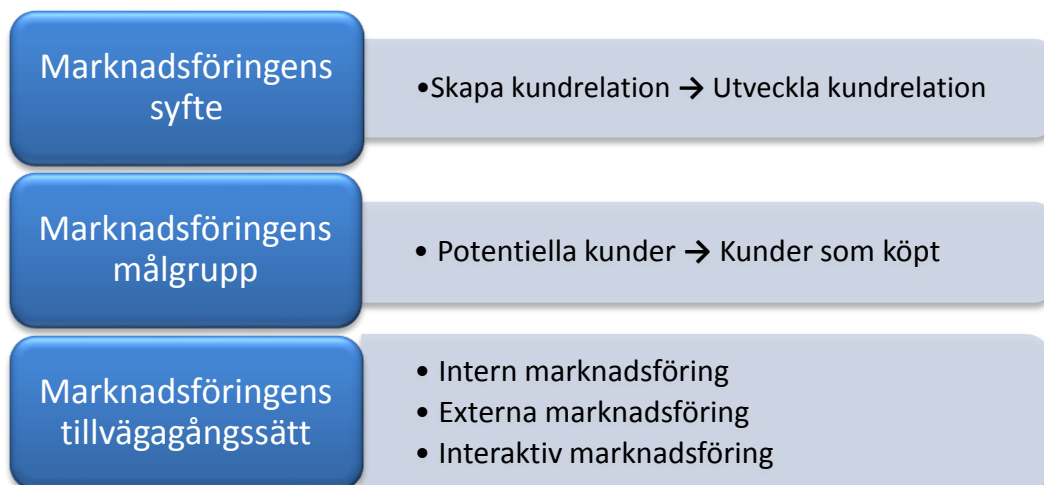 Marknadsföringens
syfte
•Skapa kundrelation → Utveckla kundrelation
Marknadsföringens
målgrupp
• Potentiella kunder → Kunder som köpt
Marknadsföringens
tillvägagångssätt
• Intern marknadsföring
• Externa marknadsföring
• Interaktiv marknadsföring